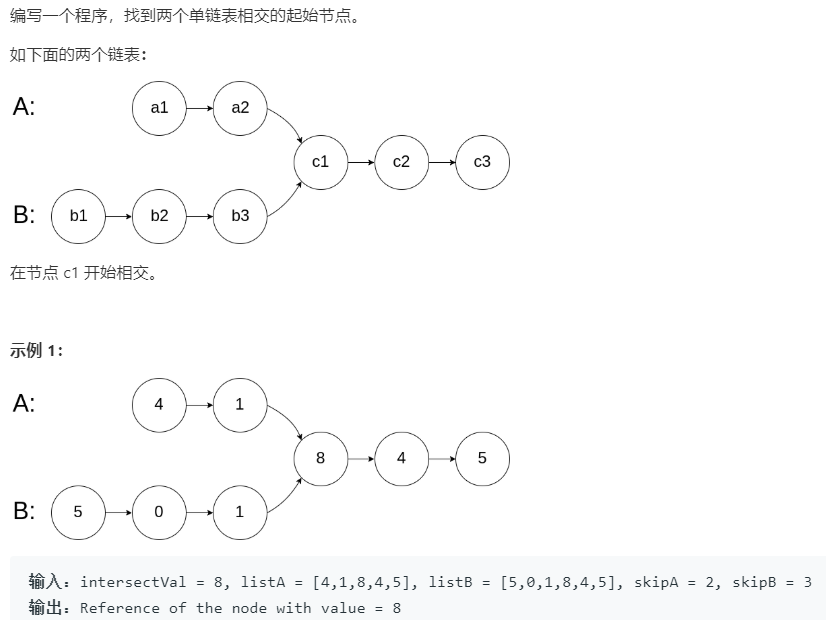 编写一个程序，找到两个单链表相交的起始节点。
如下面的两个链表：
A: a1 a2
c1 c2 c3
B: b1 b2 b3
在节点 c1 开始相交。
示例 1：
A: 4 1
8 4 5
B: 5 0 1
输入：intersectVal = 8, listA = [4,1,8,4,5], listB = [5,0,1,8,4,5], skipA = 2, skipB = 3
输出：Reference of the node with value = 8